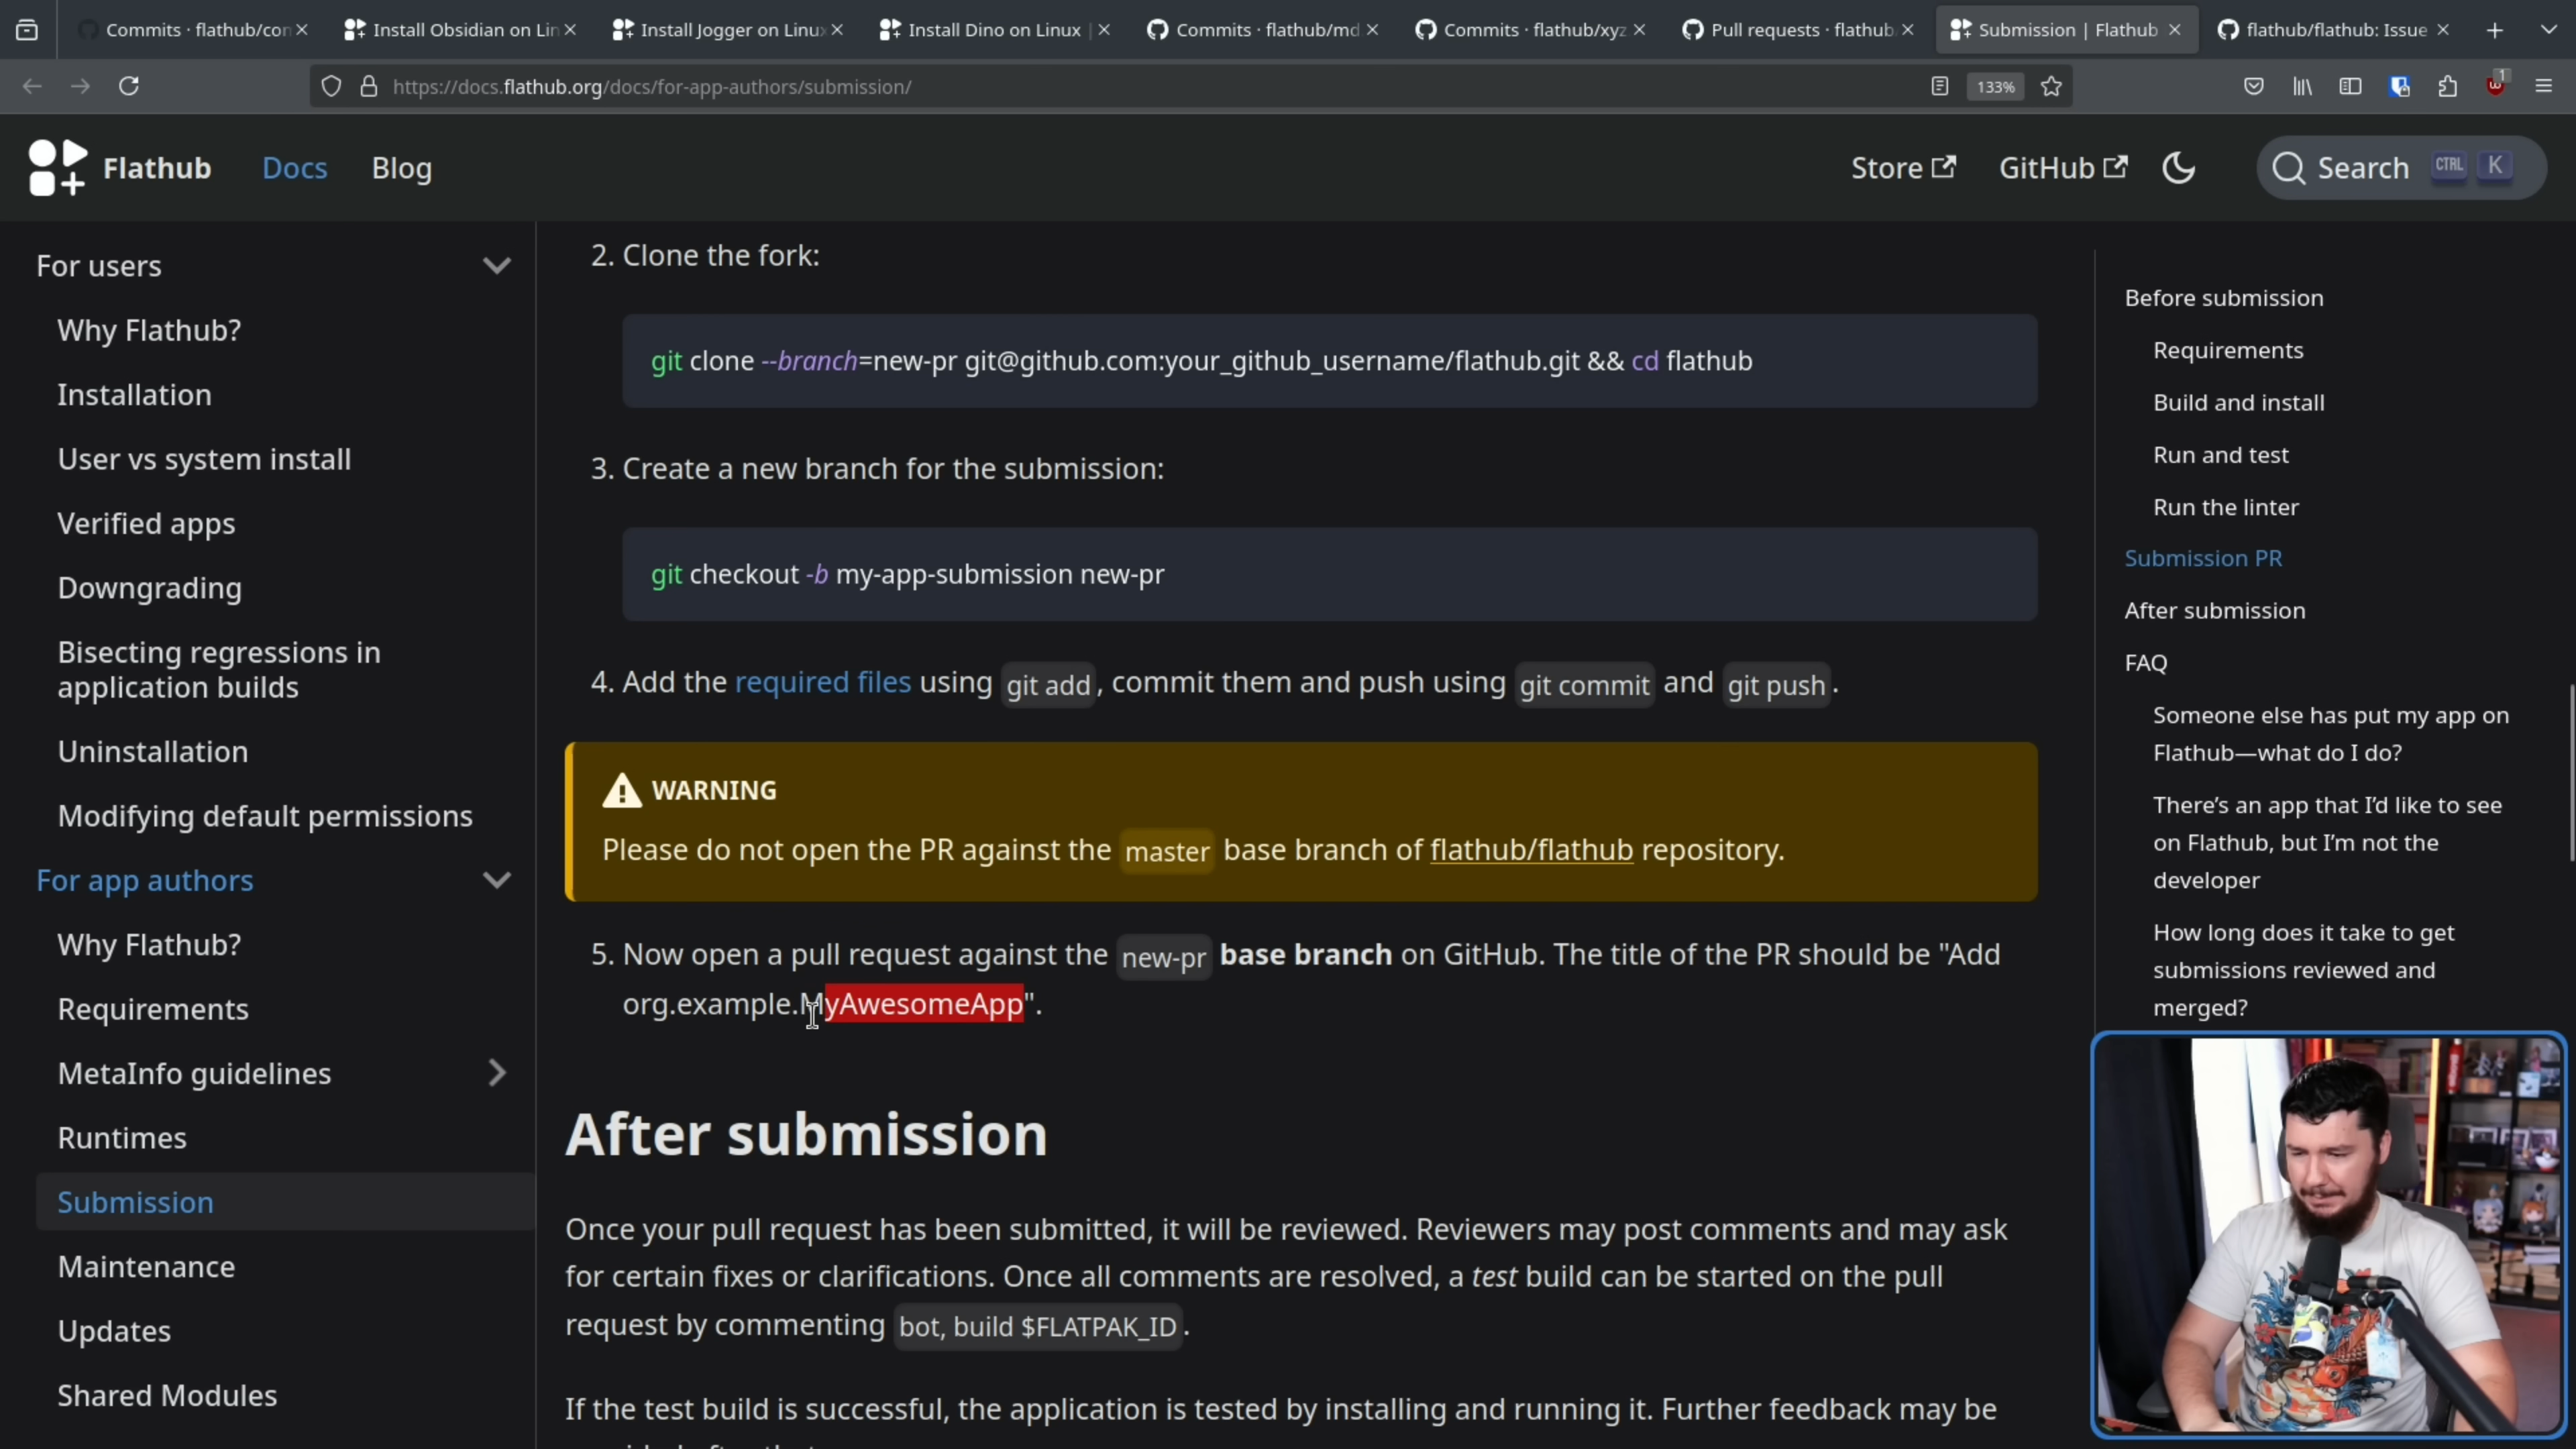 Commits · flathub/con
Install Obsidian on Lin
Install Jogger on Linux
Install Dino on Linux |
Commits · flathub/md
Commits · flathub/xyz
Pull requests · flathub
Submission | Flathub
flathub/flathub: Issue
https://docs.flathub.org/docs/for-app-authors/submission/
133%
1
Flathub
Docs
Blog
Store
GitHub
Search
CTRL
K
For users
Why Flathub?
Installation
User vs system install
Verified apps
Downgrading
Bisecting regressions in
application builds
Uninstallation
Modifying default permissions
For app authors
Why Flathub?
Requirements
MetaInfo guidelines
Runtimes
Submission
Maintenance
Updates
Shared Modules
2. Clone the fork:
git clone --branch=new-pr git@github.com:your_github_username/flathub.git && cd flathub
3. Create a new branch for the submission:
git checkout -b my-app-submission new-pr
4. Add the required files using git add, commit them and push using git commit and git push.
WARNING
Please do not open the PR against the master base branch of flathub/flathub repository.
5. Now open a pull request against the new-pr base branch on GitHub. The title of the PR should be "Add
org.example.MyAwesomeApp".
After submission
Once your pull request has been submitted, it will be reviewed. Reviewers may post comments and may ask
for certain fixes or clarifications. Once all comments are resolved, a test build can be started on the pull
request by commenting bot, build $FLATPAK_ID.
If the test build is successful, the application is tested by installing and running it. Further feedback may be
Before submission
Requirements
Build and install
Run and test
Run the linter
Submission PR
After submission
FAQ
Someone else has put my app on
Flathub—what do I do?
There's an app that I'd like to see
on Flathub, but I'm not the
developer
How long does it take to get
submissions reviewed and
merged?